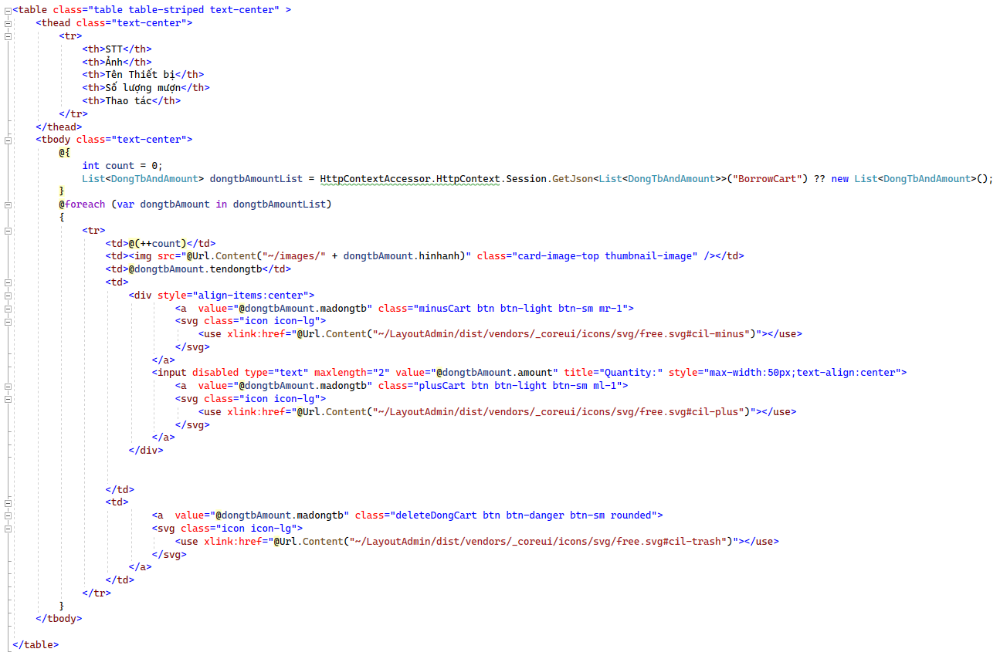 <table class="table table-striped text-center" >
    <thead class="text-center">
        <tr>
            <th>STT</th>
            <th>Ảnh</th>
            <th>Tên Thiết bị</th>
            <th>Số lượng mượn</th>
            <th>Thao tác</th>
        </tr>
    </thead>
    <tbody class="text-center">
        @{
            int count = 0;
            List<DongTbAndAmount> dongtbAmountList = HttpContextAccessor.HttpContext.Session.GetJson<List<DongTbAndAmount>>("BorrowCart") ?? new List<DongTbAndAmount>();
        }
        @foreach (var dongtbAmount in dongtbAmountList)
        {
            <tr>
                <td>@(++count)</td>
                <td><img src="@Url.Content("~/images/" + dongtbAmount.hinhanh)" class="card-image-top thumbnail-image" /></td>
                <td>@dongtbAmount.tendongtb</td>
                <td>
                    <div style="align-items:center">
                            <a  value="@dongtbAmount.madongtb" class="minusCart btn btn-light btn-sm mr-1">
                            <svg class="icon icon-lg">
                                <use xlink:href="@Url.Content("~/LayoutAdmin/dist/vendors/_coreui/icons/svg/free.svg#cil-minus")"></use>
                            </svg>
                        </a>
                        <input disabled type="text" maxlength="2" value="@dongtbAmount.amount" title="Quantity:" style="max-width:50px;text-align:center">
                            <a  value="@dongtbAmount.madongtb" class="plusCart btn btn-light btn-sm ml-1">
                            <svg class="icon icon-lg">
                                <use xlink:href="@Url.Content("~/LayoutAdmin/dist/vendors/_coreui/icons/svg/free.svg#cil-plus")"></use>
                            </svg>
                        </a>
                    </div>
                </td>
                <td>
                        <a  value="@dongtbAmount.madongtb" class="deleteDongCart btn btn-danger btn-sm rounded">
                        <svg class="icon icon-lg">
                            <use xlink:href="@Url.Content("~/LayoutAdmin/dist/vendors/_coreui/icons/svg/free.svg#cil-trash")"></use>
                        </svg>
                    </a>
                </td>
            </tr>
        }
    </tbody>
</table>